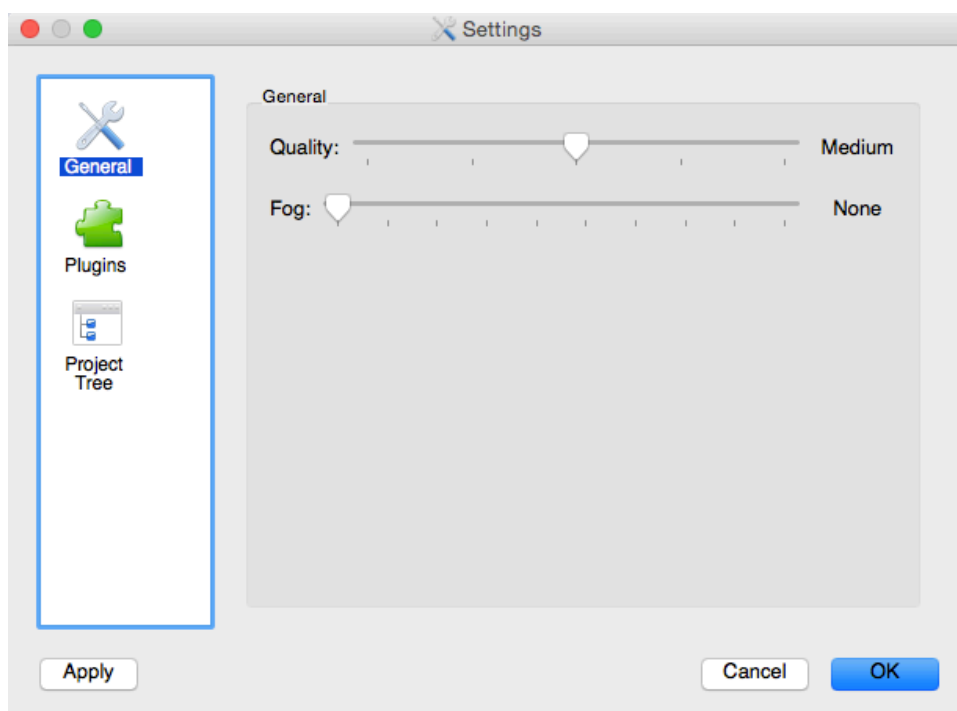 Settings
General
Plugins
Project
Tree
General
Quality:
Medium
Fog:
None
Apply
Cancel
OK